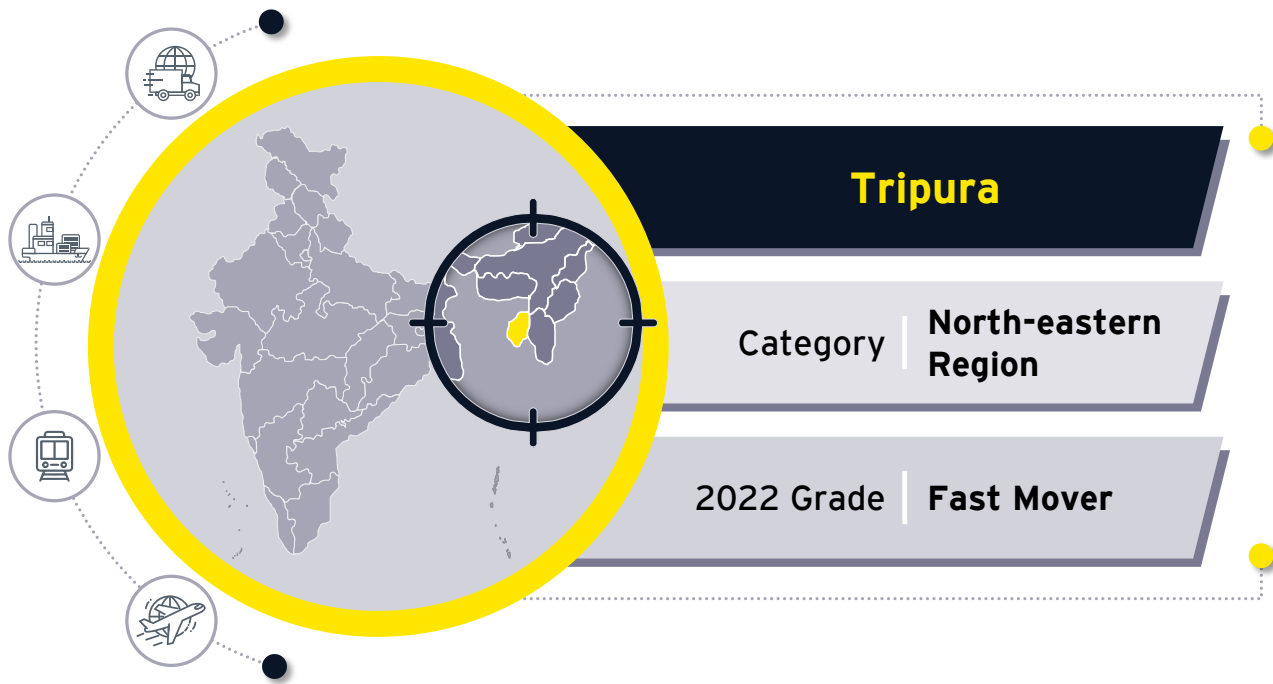 Tripura
Category
North-eastern
Region
2022 Grade
Fast Mover